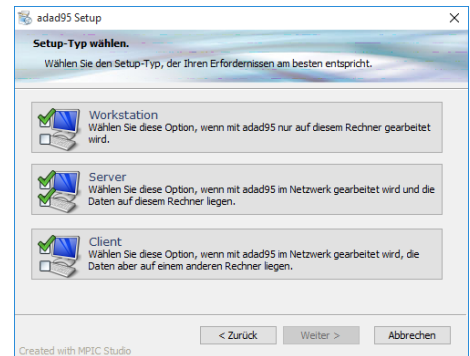 adad95 Setup
Setup-Typ wählen.
Wählen Sie den Setup-Typ, der Ihren Erfordernissen am besten entspricht.
Workstation
Wählen Sie diese Option, wenn mit adad95 nur auf diesem Rechner gearbeitet
wird.
Server
Wählen Sie diese Option, wenn mit adad95 im Netzwerk gearbeitet wird und die
Daten auf diesem Rechner liegen.
Client
Wählen Sie diese Option, wenn mit adad95 im Netzwerk gearbeitet wird, die
Daten aber auf einem anderen Rechner liegen.
< Zurück Weiter > Abbrechen
Created with MPIC Studio